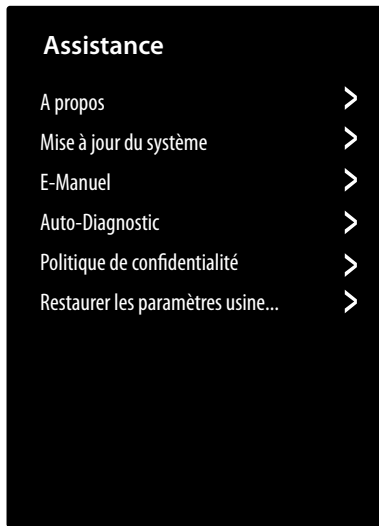 Assistance
A propos
Mise à jour du système
E-Manuel
Auto-Diagnostic
Politique de confidentialité
Restaurer les paramètres usine...